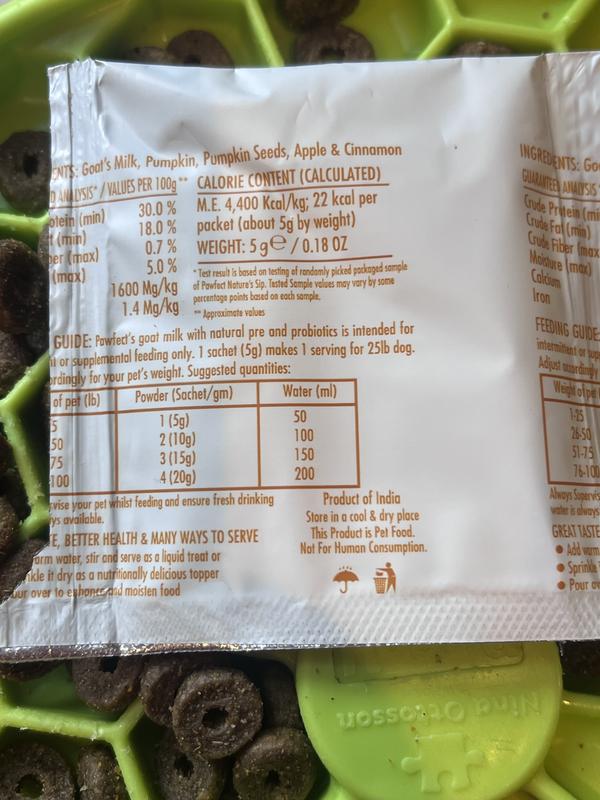 ENTS: Goat's Milk, Pumpkin, Pumpkin Seeds, Apple & Cinnamon
D ANALYSIS* / VALUES PER 100g**
otein (min) 30.0 %
(min) 18.0 %
er (max) 0.7 %
(max) 5.0 %
1600 Mg/kg
1.4 Mg/kg
CALORIE CONTENT (CALCULATED)
M.E. 4,400 Kcal/kg; 22 kcal per
packet (about 5g by weight)
WEIGHT: 5g℮ / 0.18 OZ
* Test result is based on testing of randomly picked packaged sample
of Pawfect Nature's Sip. Tested Sample values may vary by some
percentage points based on each sample.
** Approximate values
GUIDE: Pawfect's goat milk with natural pre and probiotics is intended for
nt or supplemental feeding only. 1 sachet (5g) makes 1 serving for 25lb dog.
rdingly for your pet's weight. Suggested quantities:
of pet (lb) Powder (Sachet/gm) Water (ml)
5 1 (5g) 50
50 2 (10g) 100
75 3 (15g) 150
100 4 (20g) 200
rvise your pet whilst feeding and ensure fresh drinking
ys available.
E, BETTER HEALTH & MANY WAYS TO SERVE
arm water, stir and serve as a liquid treat or
nkle it dry as a nutritionally delicious topper
our over to enhance and moisten food
Product of India
Store in a cool & dry place
This Product is Pet Food.
Not For Human Consumption.
INGREDIENTS: Goa
GUARANTEED ANALYSIS*
Crude Protein (min
Crude Fat (min)
Crude Fiber (max
Moisture (max)
Calcium
Iron
FEEDING GUIDE:
intermittent or supp
Adjust accordingly
Weight of pet (
1-25
26-50
51-75
76-100
Always Supervis
water is always
GREAT TASTE
• Add warm
• Sprinkle
• Pour ov
Nina Ottosson